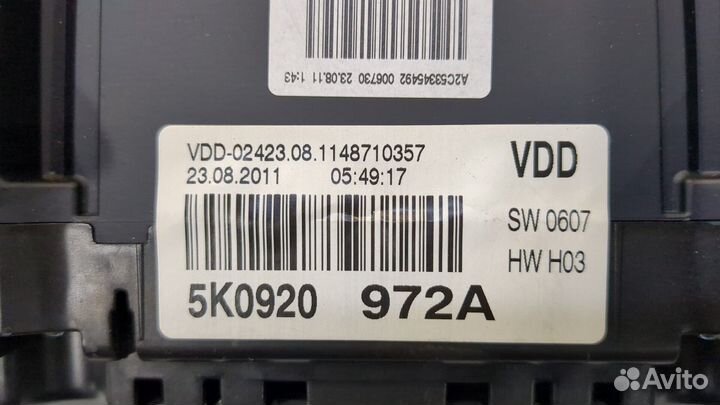 A2C53345492 006730 23.08.11 1:43
VDD-02423.08.1148710357
23.08.2011 05:49:17
VDD
SW 0607
HW H03
5K0920 972A
Avito